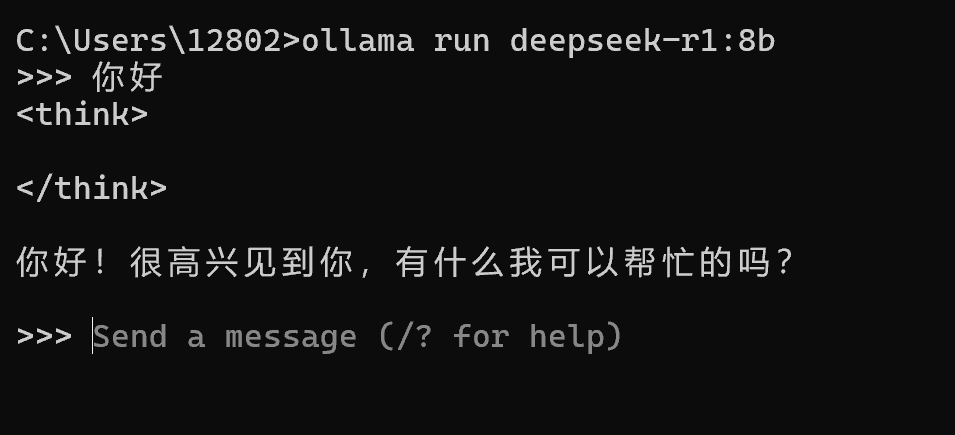 C:\Users\12802>ollama run deepseek-r1:8b
>>> 你好
<think>
</think>
你好！很高兴见到你，有什么我可以帮忙的吗？
>>> Send a message (/? for help)